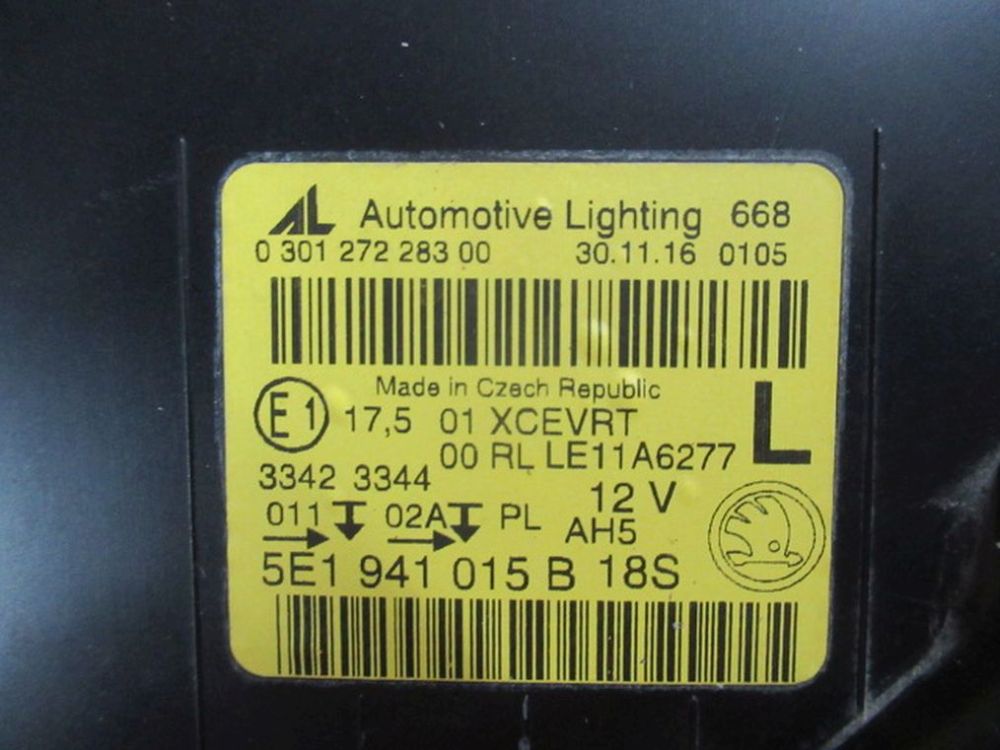 AL Automotive Lighting 668
0 301 272 283 00 30.11.16 0105
Made in Czech Republic
E1 17,5 01 XCEVRT L
00 RL LE11A6277
3342 3344 12 V
011 02A PL AH5
5E1 941 015 B 18S